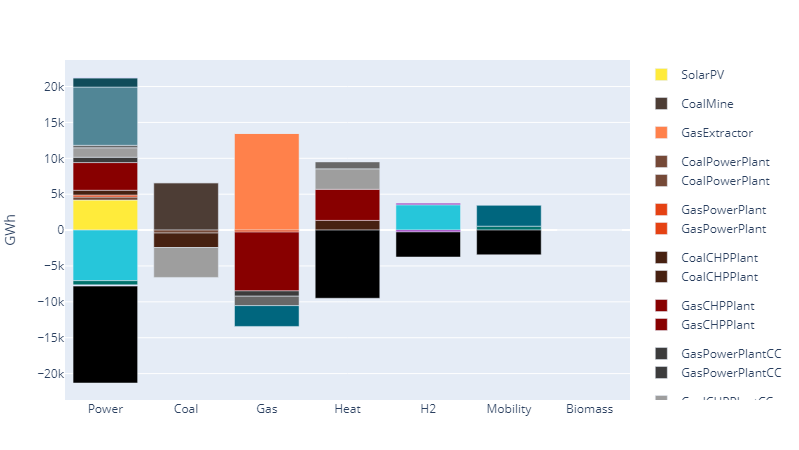 GWh
20k
15k
10k
5k
0
−5k
−10k
−15k
−20k
Power Coal Gas Heat H2 Mobility Biomass
SolarPV
CoalMine
GasExtractor
CoalPowerPlant
CoalPowerPlant
GasPowerPlant
GasPowerPlant
CoalCHPPlant
CoalCHPPlant
GasCHPPlant
GasCHPPlant
GasPowerPlantCC
GasPowerPlantCC
CoalCHPPlantCC